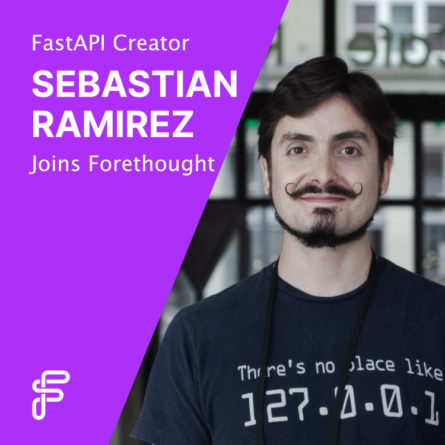 FastAPI Creator
SEBASTIAN
RAMIREZ
Joins Forethought
There's no place like
127.0.0.1